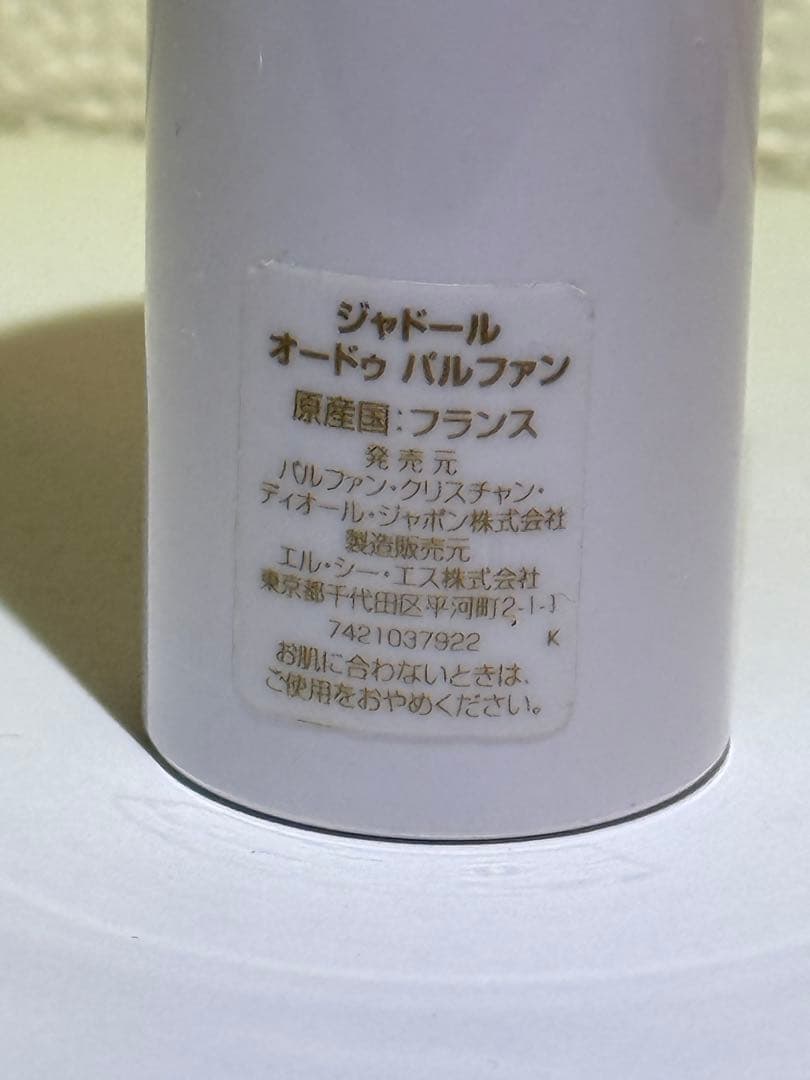 ジャドール
オードゥ パルファン
原産国:フランス
発売元
パルファン・クリスチャン・
ディオール・ジャポン株式会社
製造販売元
エル・シー・エス株式会社
東京都千代田区平河町2-1-1
7421037922 K
お肌に合わないときは、
ご使用をおやめください。